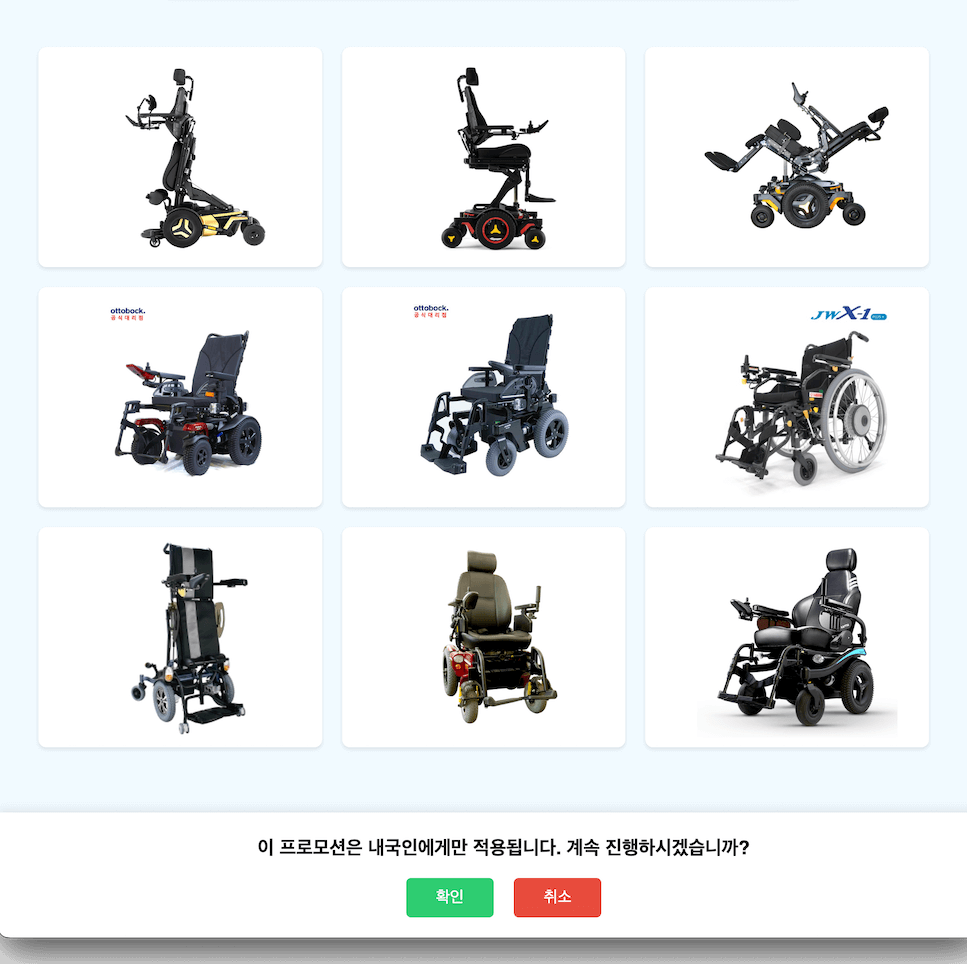 ottobock.
공식대리점
ottobock.
공식대리점
JWX-1
이 프로모션은 내국인에게만 적용됩니다. 계속 진행하시겠습니까?
확인
취소